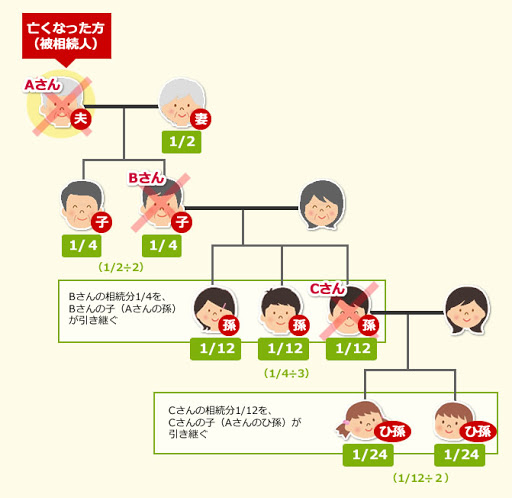 亡くなった方
（被相続人）
Aさん
夫
妻
1/2
Bさん
子
子
1/4
1/4
（1/2÷2）
Bさんの相続分1/4を、
Bさんの子（Aさんの孫）
が引き継ぐ
Cさん
孫
孫
孫
1/12
1/12
1/12
（1/4÷3）
Cさんの相続分1/12を、
Cさんの子（Aさんのひ孫）が
引き継ぐ
ひ孫
ひ孫
1/24
1/24
（1/12÷2）